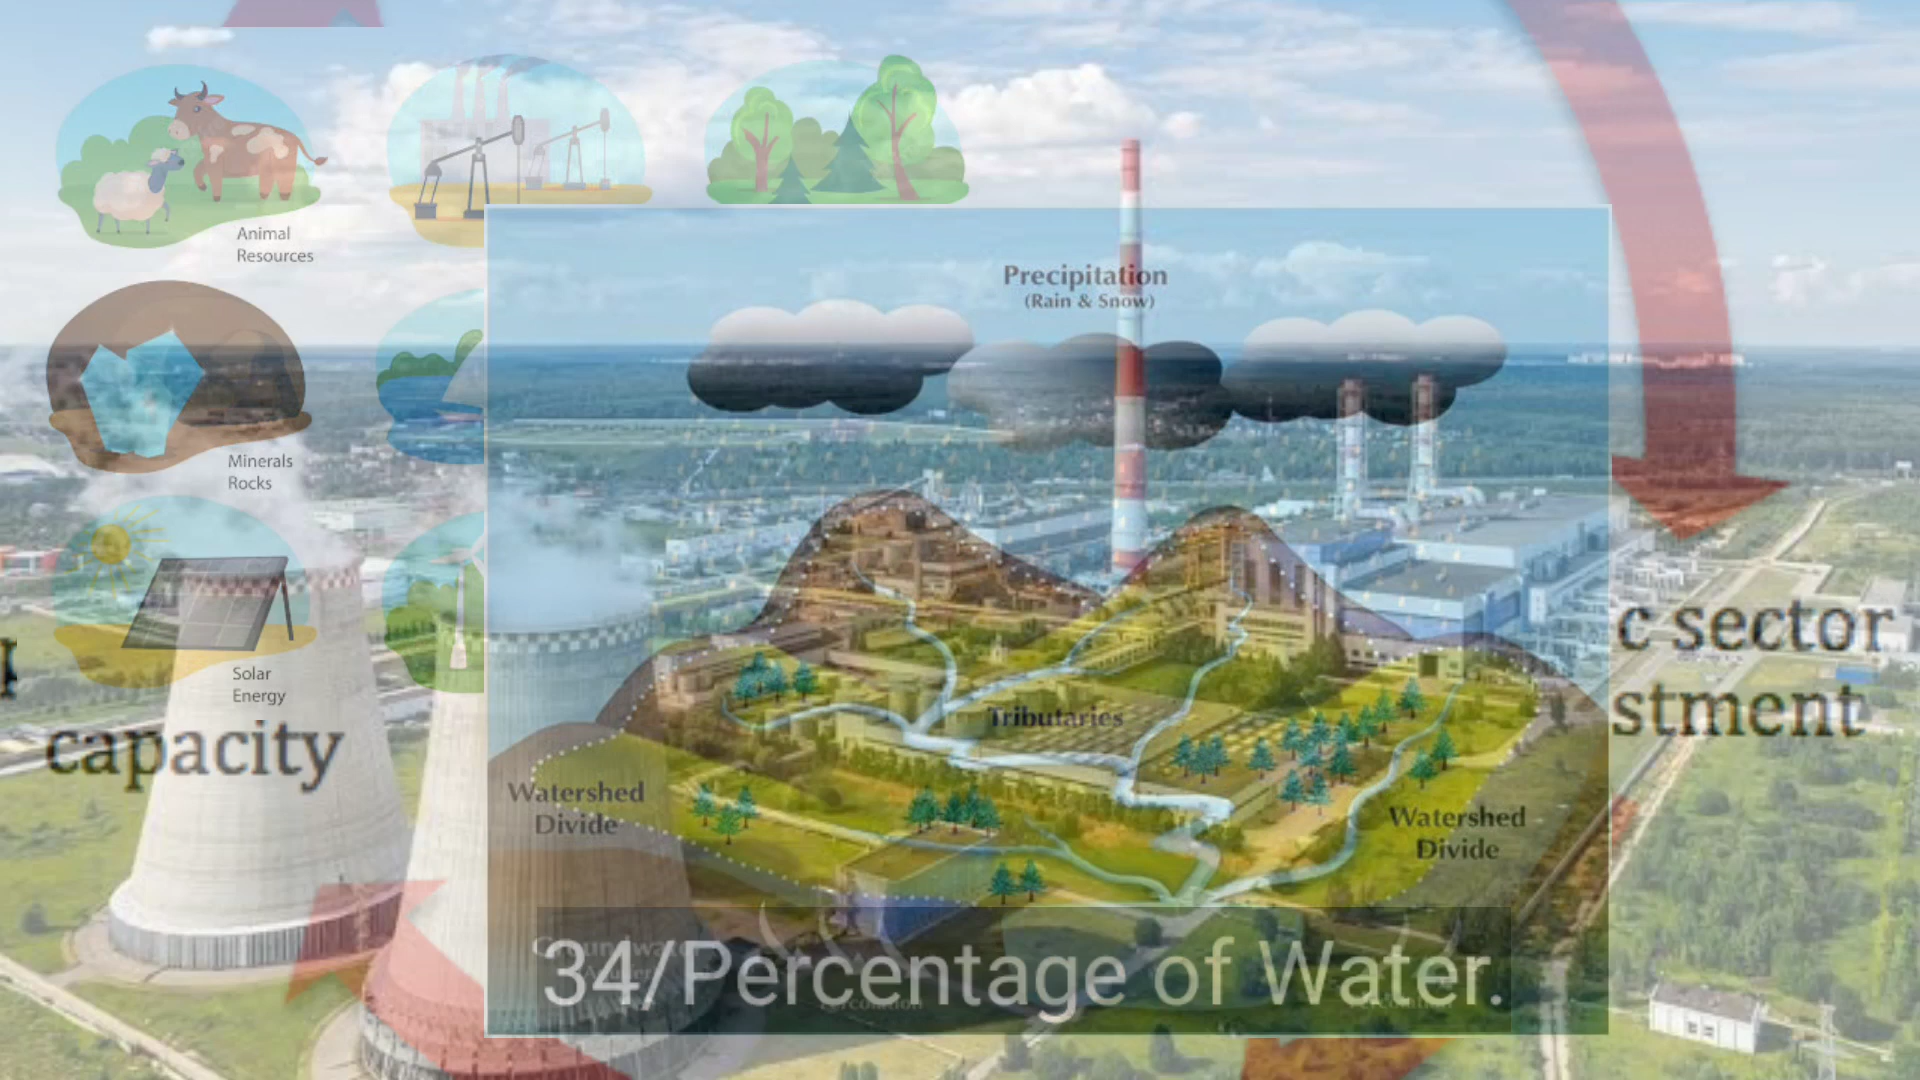 Animal
Resources
Precipitation
(Rain & Snow)
Minerals
Rocks
Solar
Energy
c sector
stment
capacity
Tributaries
Watershed
Divide
Watershed
Divide
34/Percentage of Water.